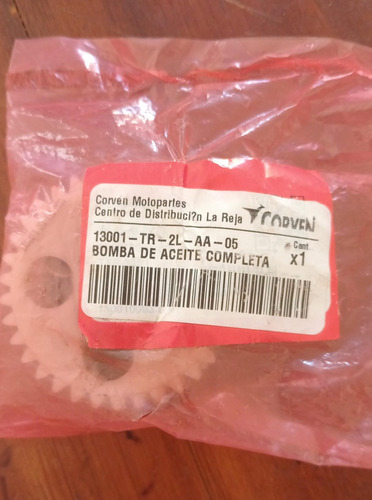 Corven Motopartes
Centro de Distribuci?n La Reja
CORVEN
13001-TR-2L-AA-05
Cant.
BOMBA DE ACEITE COMPLETA
x1